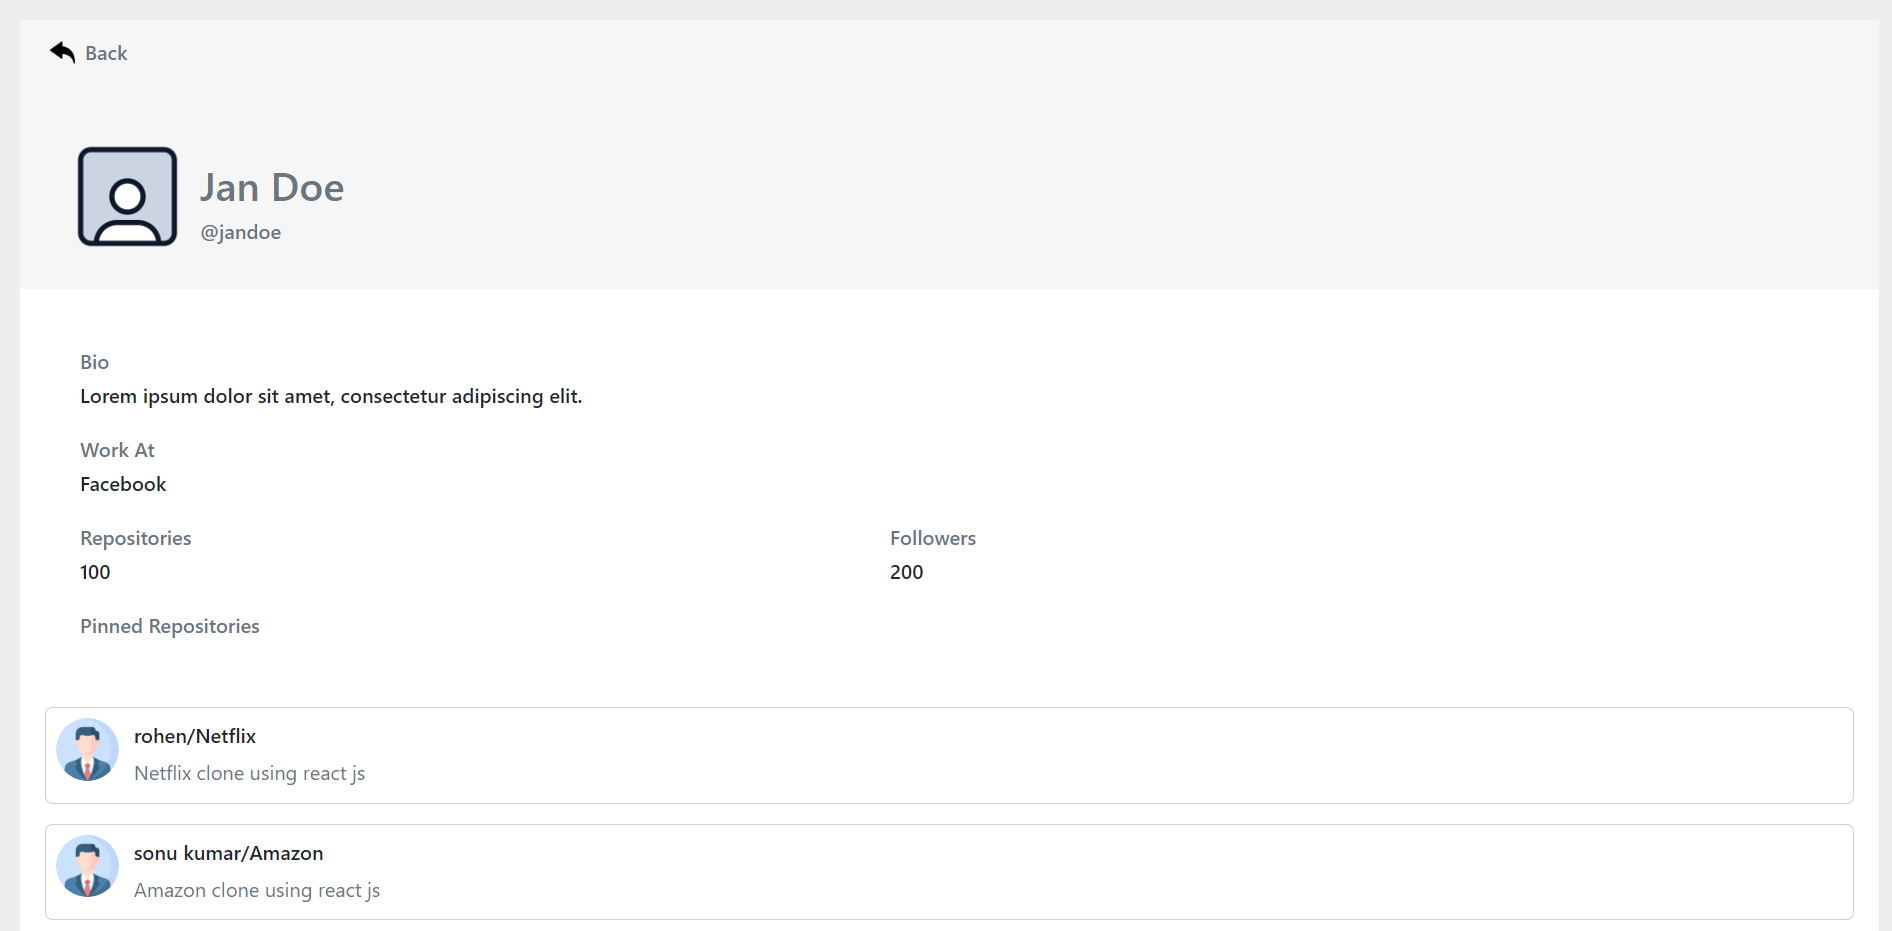 Back
Jan Doe
@jandoe
Bio
Lorem ipsum dolor sit amet, consectetur adipiscing elit.
Work At
Facebook
Repositories
100
Followers
200
Pinned Repositories
rohen/Netflix
Netflix clone using react js
sonu kumar/Amazon
Amazon clone using react js